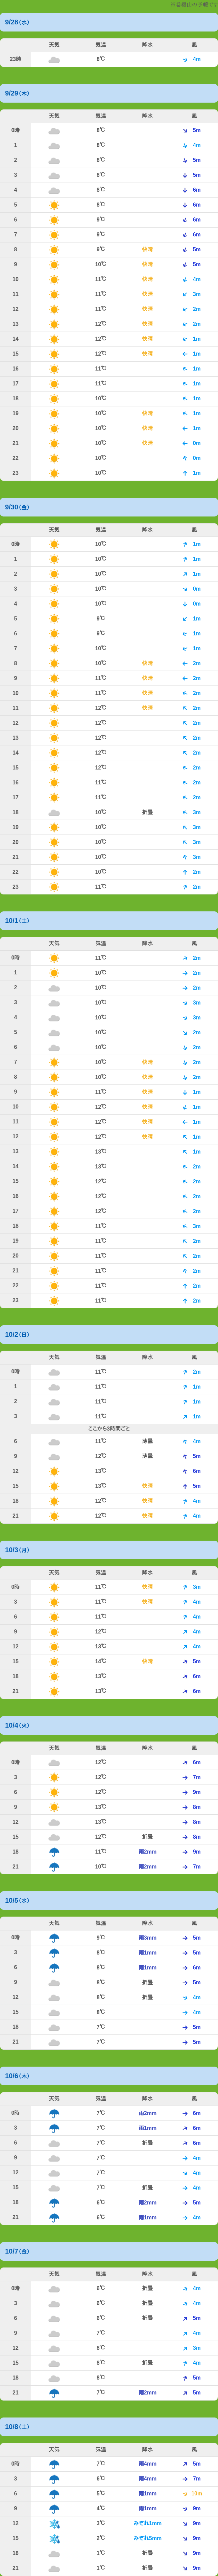 ※磐梯山の予報です
9/28（水）
天気 気温 降水 風
23時 8℃ 4m
9/29（木）
天気 気温 降水 風
0時 8℃ 5m
1 8℃ 4m
2 8℃ 5m
3 8℃ 5m
4 8℃ 6m
5 8℃ 6m
6 9℃ 6m
7 9℃ 6m
8 9℃ 快晴 5m
9 10℃ 快晴 5m
10 11℃ 快晴 4m
11 11℃ 快晴 3m
12 11℃ 快晴 2m
13 12℃ 快晴 2m
14 12℃ 快晴 1m
15 12℃ 快晴 1m
16 11℃ 1m
17 11℃ 1m
18 10℃ 1m
19 10℃ 快晴 1m
20 10℃ 快晴 1m
21 10℃ 快晴 0m
22 10℃ 0m
23 10℃ 1m
9/30（金）
天気 気温 降水 風
0時 10℃ 1m
1 10℃ 1m
2 10℃ 1m
3 10℃ 0m
4 10℃ 0m
5 9℃ 1m
6 9℃ 1m
7 10℃ 2m
8 10℃ 快晴 2m
9 11℃ 快晴 2m
10 11℃ 快晴 2m
11 12℃ 快晴 2m
12 12℃ 2m
13 12℃ 2m
14 12℃ 2m
15 12℃ 2m
16 11℃ 2m
17 11℃ 2m
18 10℃ 折曇 3m
19 10℃ 3m
20 10℃ 3m
21 10℃ 3m
22 10℃ 2m
23 11℃ 2m
10/1（土）
天気 気温 降水 風
0時 11℃ 2m
1 10℃ 2m
2 10℃ 2m
3 10℃ 3m
4 10℃ 3m
5 10℃ 2m
6 10℃ 2m
7 10℃ 快晴 2m
8 10℃ 快晴 2m
9 11℃ 快晴 1m
10 12℃ 快晴 1m
11 12℃ 快晴 1m
12 12℃ 快晴 1m
13 13℃ 1m
14 13℃ 2m
15 12℃ 2m
16 12℃ 2m
17 12℃ 2m
18 11℃ 3m
19 11℃ 2m
20 11℃ 2m
21 11℃ 2m
22 11℃ 2m
23 11℃ 2m
10/2（日）
天気 気温 降水 風
0時 11℃ 2m
1 11℃ 1m
2 11℃ 1m
3 11℃ 1m
ここから3時間ごと
6 11℃ 薄曇 4m
9 12℃ 薄曇 5m
12 13℃ 6m
15 13℃ 快晴 5m
18 12℃ 快晴 4m
21 12℃ 快晴 4m
10/3（月）
天気 気温 降水 風
0時 11℃ 快晴 3m
3 11℃ 快晴 4m
6 11℃ 4m
9 12℃ 4m
12 13℃ 4m
15 14℃ 快晴 5m
18 13℃ 6m
21 13℃ 6m
10/4（火）
天気 気温 降水 風
0時 12℃ 6m
3 12℃ 7m
6 12℃ 9m
9 13℃ 8m
12 13℃ 8m
15 12℃ 折曇 8m
18 11℃ 雨2mm 9m
21 10℃ 雨2mm 7m
10/5（水）
天気 気温 降水 風
0時 9℃ 雨3mm 5m
3 8℃ 雨1mm 5m
6 8℃ 雨1mm 6m
9 8℃ 折曇 5m
12 8℃ 折曇 4m
15 8℃ 4m
18 7℃ 5m
21 7℃ 5m
10/6（木）
天気 気温 降水 風
0時 7℃ 雨2mm 6m
3 7℃ 雨1mm 6m
6 7℃ 折曇 6m
9 7℃ 4m
12 7℃ 4m
15 7℃ 折曇 4m
18 6℃ 雨2mm 5m
21 6℃ 雨1mm 4m
10/7（金）
天気 気温 降水 風
0時 6℃ 折曇 4m
3 6℃ 折曇 4m
6 6℃ 折曇 5m
9 7℃ 4m
12 8℃ 3m
15 8℃ 折曇 4m
18 8℃ 5m
21 7℃ 雨2mm 5m
10/8（土）
天気 気温 降水 風
0時 7℃ 雨4mm 5m
3 6℃ 雨4mm 7m
6 5℃ 雨1mm 10m
9 4℃ 雨1mm 9m
12 3℃ みぞれ1mm 9m
15 2℃ みぞれ5mm 9m
18 1℃ 折曇 9m
21 1℃ 折曇 9m